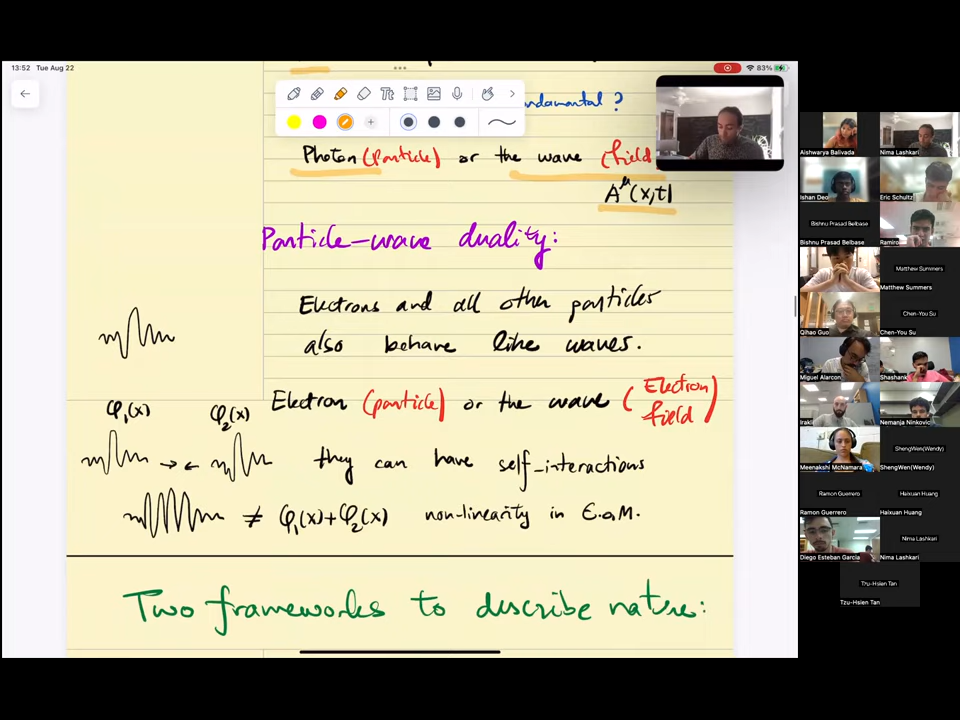 13:52 Tue Aug 22
83%
Tt
ndamental ?
Photon (particle) or the wave (field
A^μ(x,t)
Particle-wave duality:
Electrons and all other particles
also behave like waves.
Electron (particle) or the wave (Electron field)
φ₁(x) φ₂(x)
they can have self-interactions
≠ φ₁(x)+φ₂(x) non-linearity in E.o.M.
Two frameworks to describe nature:
Aishwarya Balivada
Nima Lashkari
Ishan Deo
Eric Schultz
Bishnu Prasad Belbase
Bishnu Prasad Belbase
Ramiro
Matthew Summers
Matthew Summers
Qihao Guo
Chen-You Su
Chen-You Su
Miguel Alarcon
Shashank
Irakli
Nemanja Ninkovic
Meenakshi McNamara
ShengWen(Wendy)
ShengWen(Wendy)
Ramon Guerrero
Haixuan Huang
Ramon Guerrero
Haixuan Huang
Diego Esteban Garcia
Nima Lashkari
Nima Lashkari
Tzu-Hsien Tan
Tzu-Hsien Tan